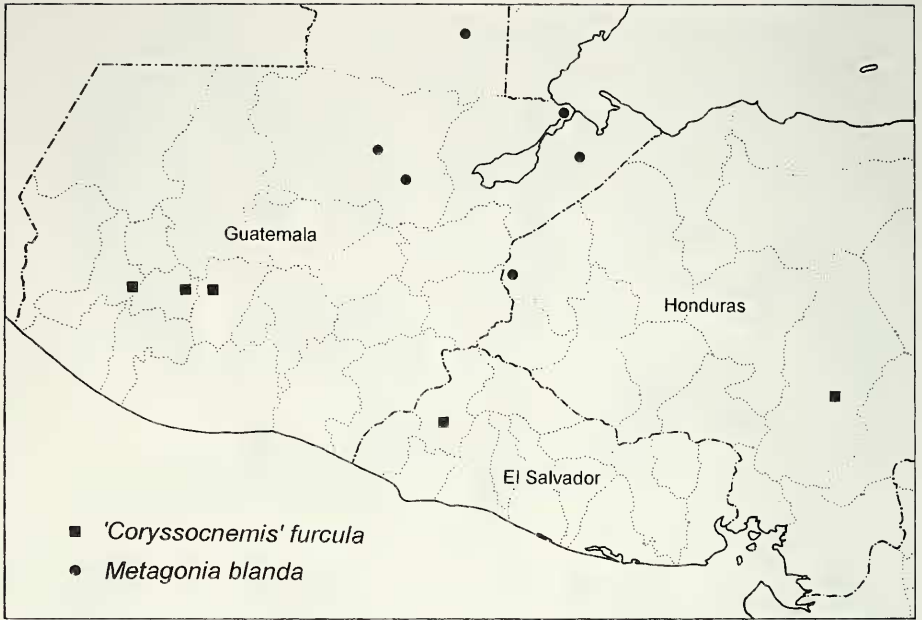 Guatemala
Honduras
El Salvador
'Coryssocnemis' furcula
Metagonia blanda